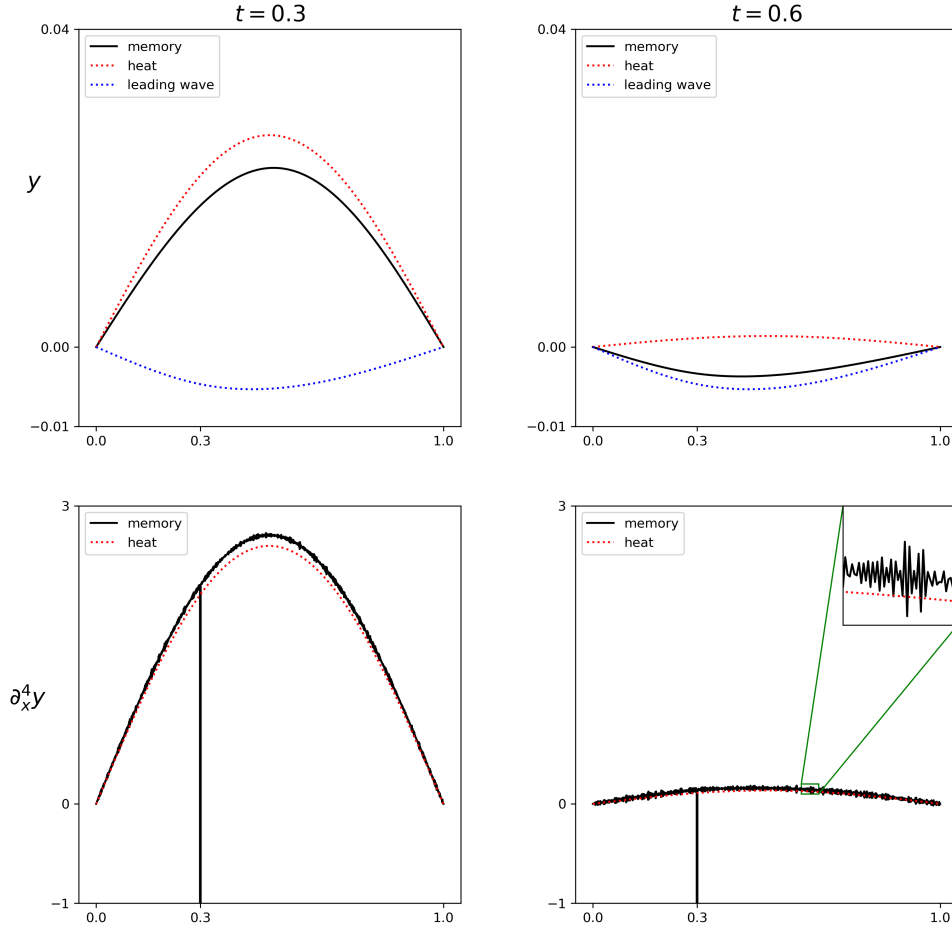 t = 0.3
0.04
memory
heat
leading wave
y
0.00
−0.01
0.0
0.3
1.0
t = 0.6
0.04
memory
heat
leading wave
0.00
−0.01
0.0
0.3
1.0
3
memory
heat
∂⁴ₓy
0
−1
0.0
0.3
1.0
3
memory
heat
0
−1
0.0
0.3
1.0